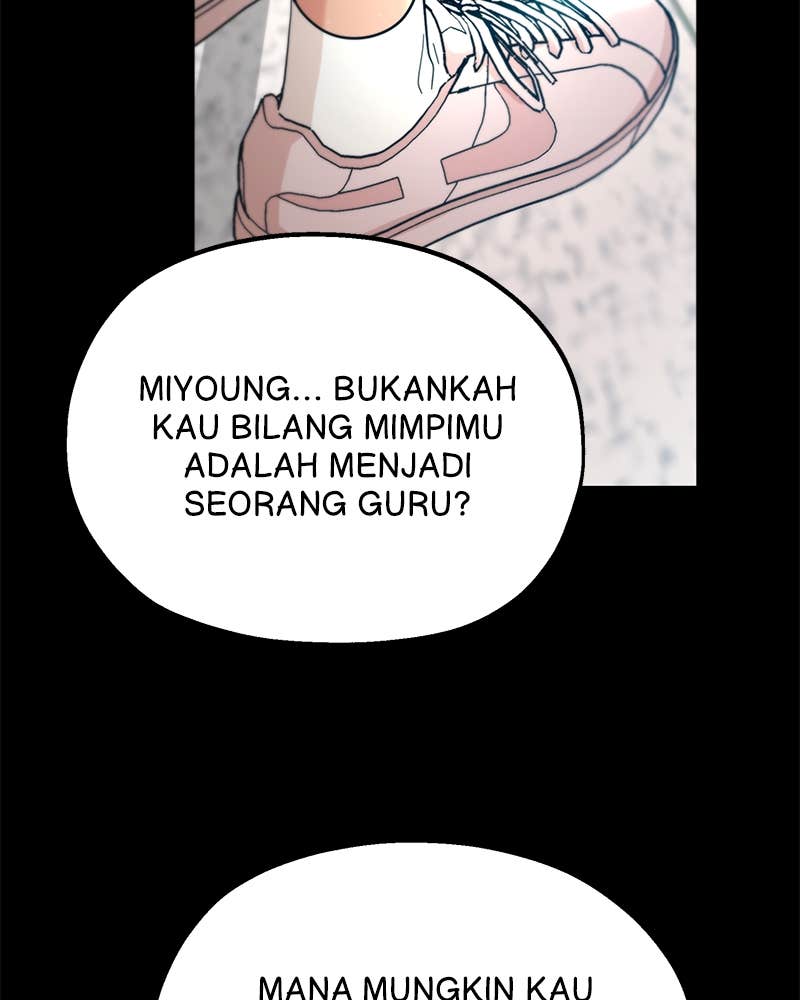 MIYOUNG... BUKANKAH
KAU BILANG MIMPIMU
ADALAH MENJADI
SEORANG GURU?
MANA MUNGKIN KAU